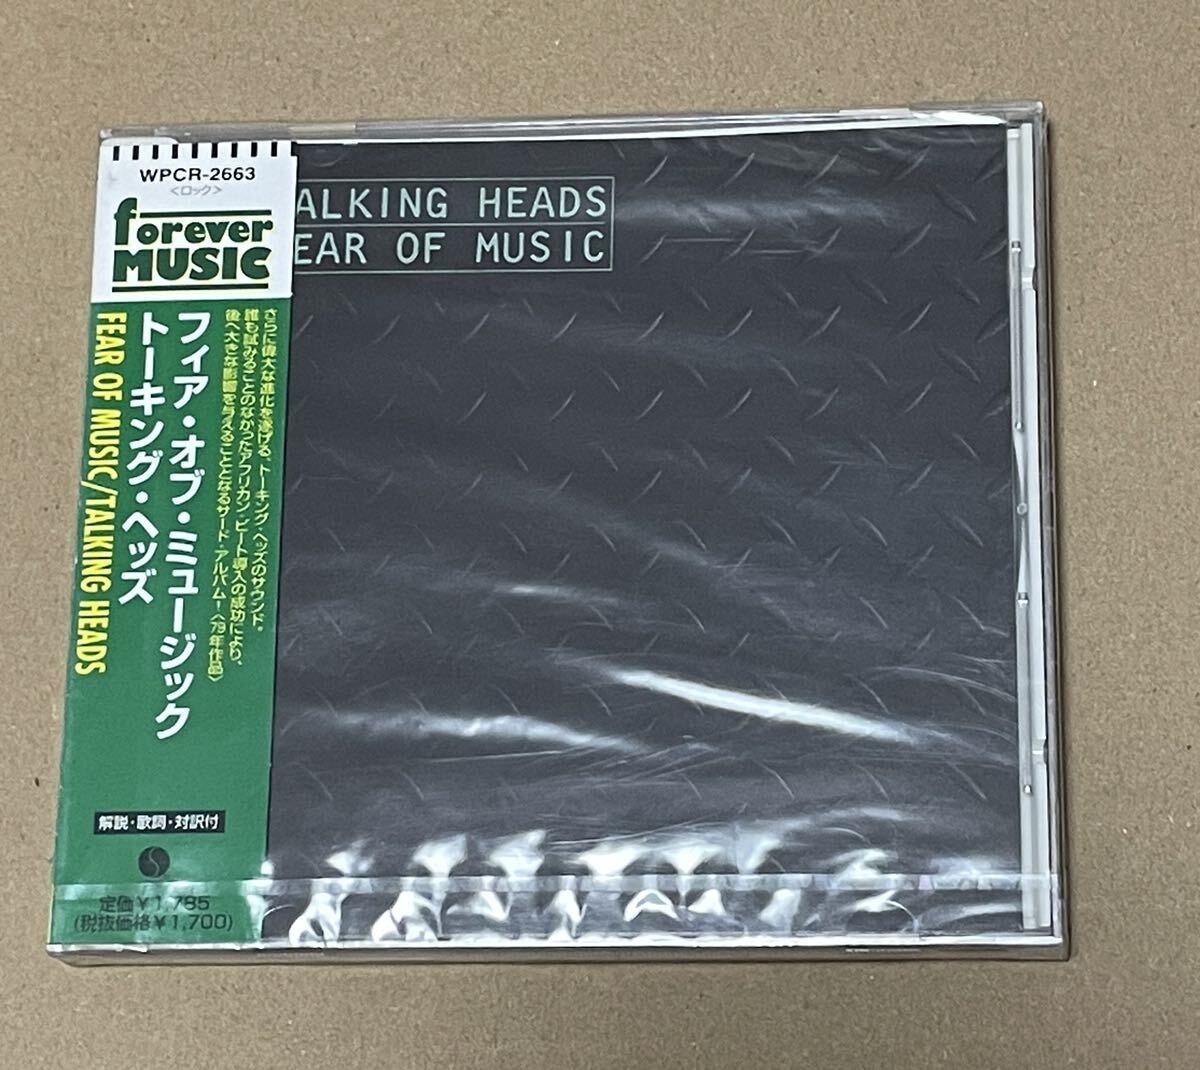 WPCR-2663
<ロック>
forever
MUSIC
ALKING HEADS
EAR OF MUSIC
さらに偉大な進化を遂げる、トーキング・ヘッズのサウンド。
誰も試みることのなかったアフリカン・ビート導入の成功により、
後へ大きな影響を与えることとなるサード・アルバム!〈79年作品〉
フィア・オブ・ミュージック
トーキング・ヘッズ
FEAR OF MUSIC/TALKING HEADS
解説・歌詞・対訳付
定価¥1,785
(税抜価格¥1,700)